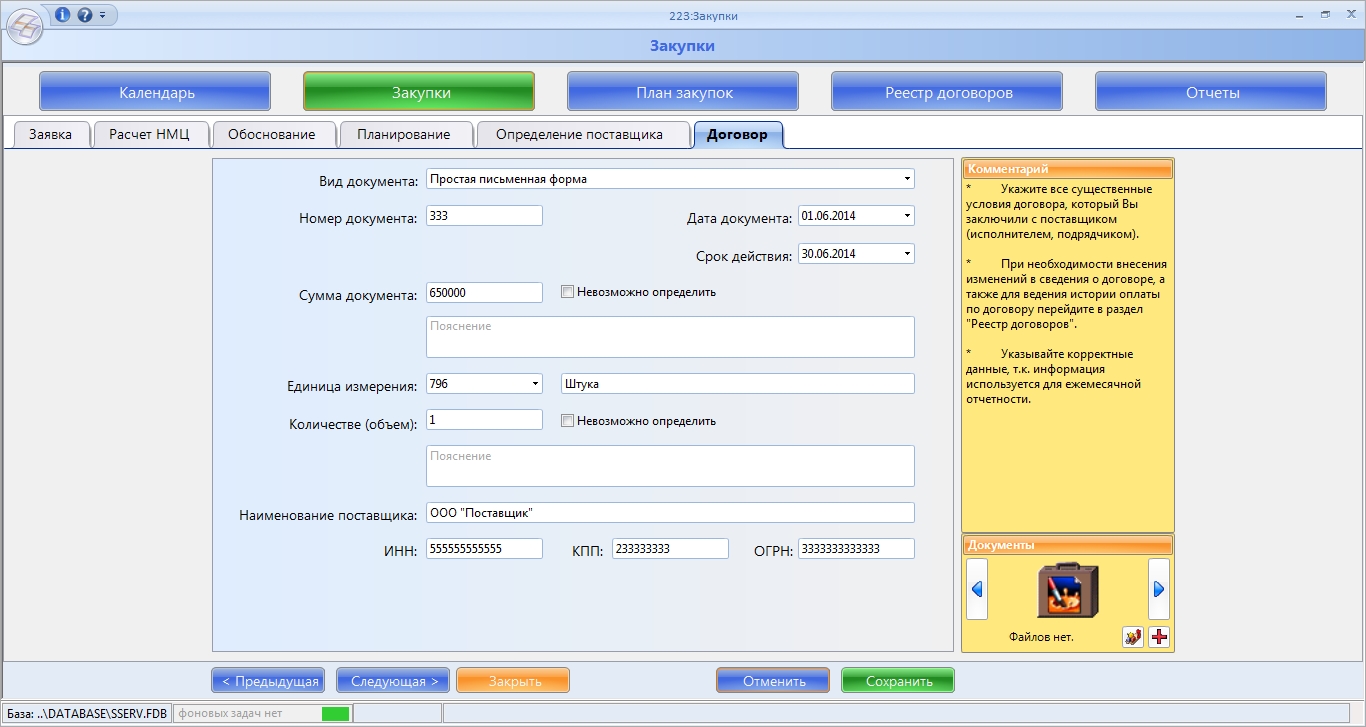 223:Закупки
Закупки
Календарь
Закупки
План закупок
Реестр договоров
Отчеты
Заявка
Расчет НМЦ
Обоснование
Планирование
Определение поставщика
Договор
Вид документа: Простая письменная форма
Номер документа: 333
Дата документа: 01.06.2014
Срок действия: 30.06.2014
Сумма документа: 650000
Невозможно определить
Пояснение
Единица измерения: 796
Штука
Количестве (объем): 1
Невозможно определить
Пояснение
Наименование поставщика: ООО "Поставщик"
ИНН: 555555555555
КПП: 233333333
ОГРН: 3333333333333
Комментарий
* Укажите все существенные
условия договора, который Вы
заключили с поставщиком
(исполнителем, подрядчиком).
* При необходимости внесения
изменений в сведения о договоре, а
также для ведения истории оплаты
по договору перейдите в раздел
"Реестр договоров".
* Указывайте корректные
данные, т.к. информация
используется для ежемесячной
отчетности.
Документы
Файлов нет.
< Предыдущая
Следующая >
Закрыть
Отменить
Сохранить
База: ..\DATABASE\SSERV.FDB
фоновых задач нет